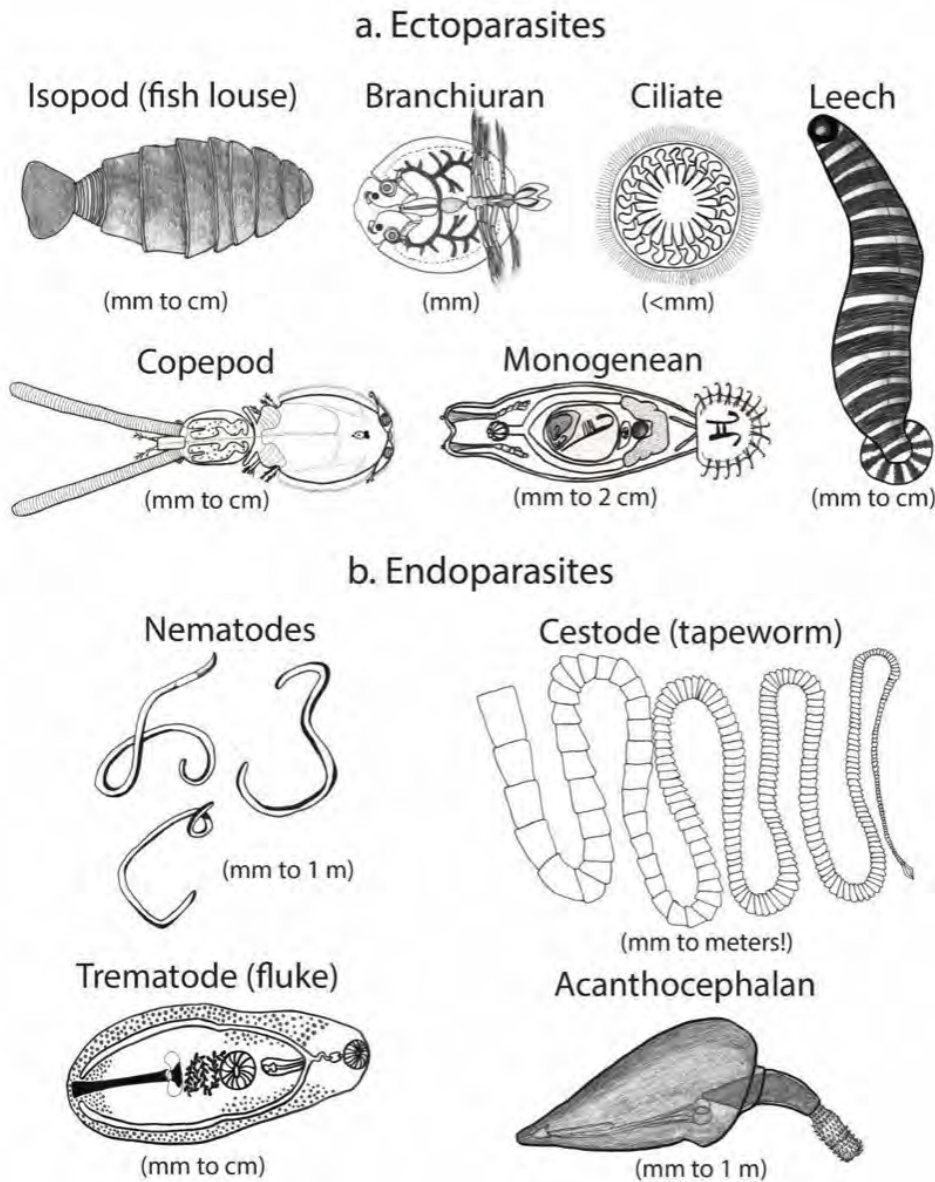 a. Ectoparasites
Isopod (fish louse)
Branchiuran
Ciliate
Leech
(mm to cm)
(mm)
(<mm)
Copepod
Monogenean
(mm to cm)
(mm to 2 cm)
(mm to cm)
b. Endoparasites
Nematodes
Cestode (tapeworm)
(mm to 1 m)
(mm to meters!)
Trematode (fluke)
Acanthocephalan
(mm to cm)
(mm to 1 m)